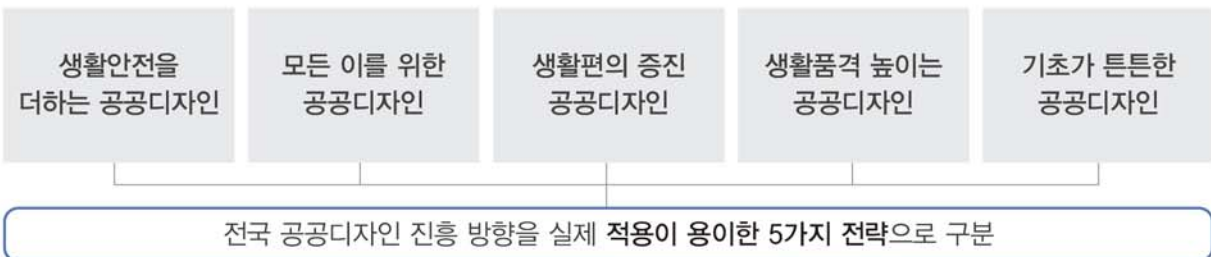 생활안전을
더하는 공공디자인
모든 이를 위한
공공디자인
생활편의 증진
공공디자인
생활품격 높이는
공공디자인
기초가 튼튼한
공공디자인
전국 공공디자인 진흥 방향을 실제 적용이 용이한 5가지 전략으로 구분